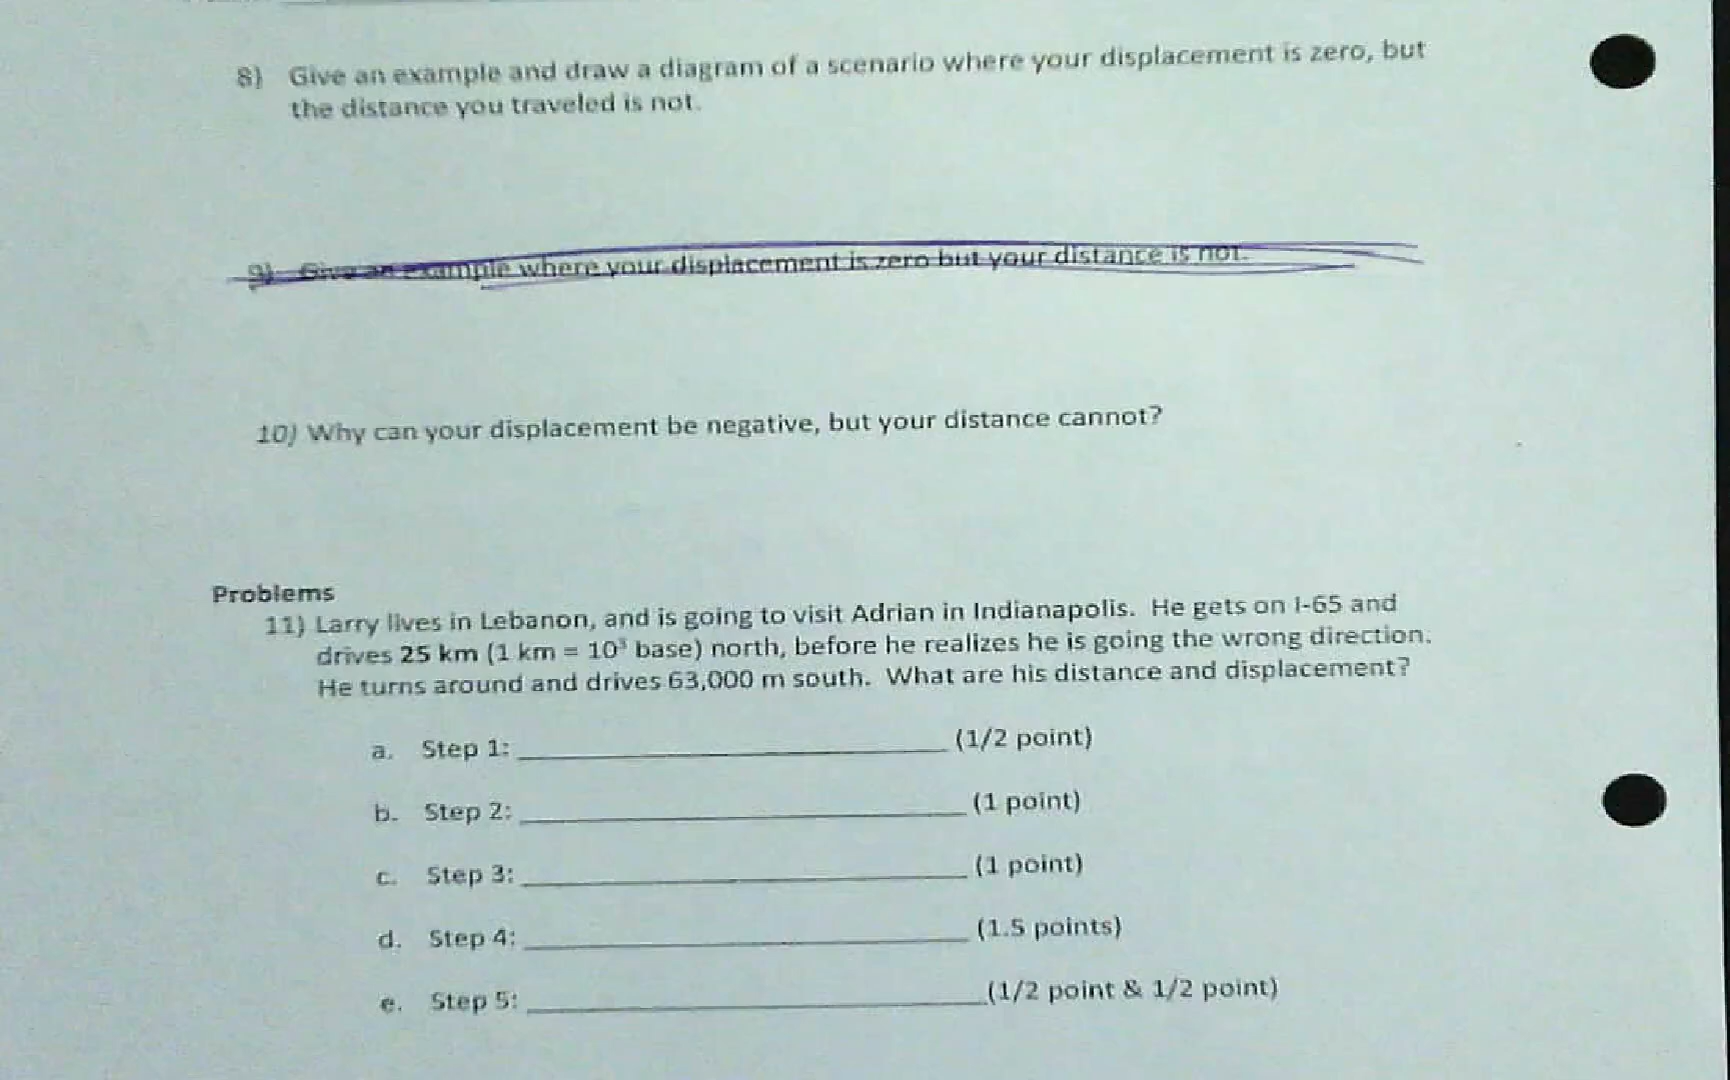 8) Give an example and draw a diagram of a scenario where your displacement is zero, but
the distance you traveled is not.
9) Give an example where your displacement is zero but your distance is not.
10) Why can your displacement be negative, but your distance cannot?
Problems
11) Larry lives in Lebanon, and is going to visit Adrian in Indianapolis. He gets on I-65 and
drives 25 km (1 km = 10³ base) north, before he realizes he is going the wrong direction.
He turns around and drives 63,000 m south. What are his distance and displacement?
a. Step 1: ____________________ (1/2 point)
b. Step 2: ____________________ (1 point)
c. Step 3: ____________________ (1 point)
d. Step 4: ____________________ (1.5 points)
e. Step 5: ____________________ (1/2 point & 1/2 point)